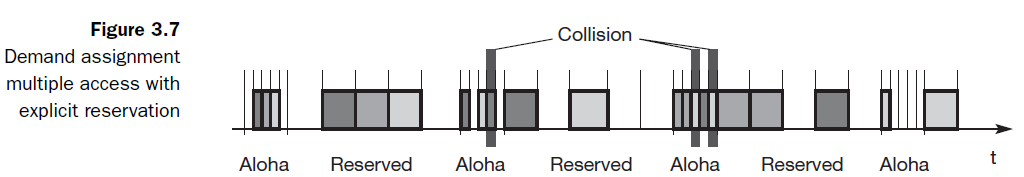 Figure 3.7
Demand assignment
multiple access with
explicit reservation
Collision
Aloha Reserved Aloha Reserved Aloha Reserved Aloha t